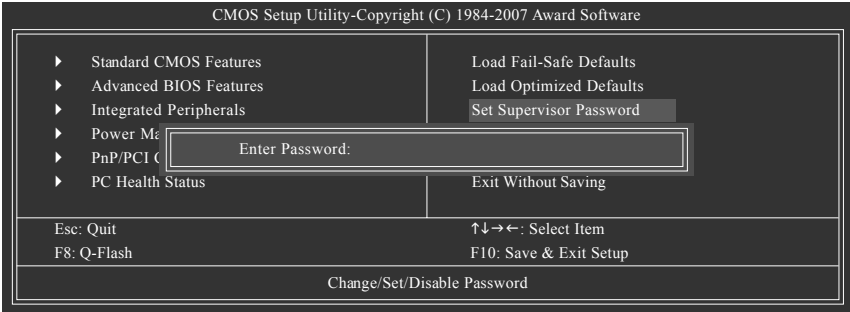 CMOS Setup Utility-Copyright (C) 1984-2007 Award Software
Standard CMOS Features
Advanced BIOS Features
Integrated Peripherals
Power Ma
PnP/PCI
PC Health Status
Load Fail-Safe Defaults
Load Optimized Defaults
Set Supervisor Password
Exit Without Saving
Enter Password:
Esc: Quit
F8: Q-Flash
↑↓→←: Select Item
F10: Save & Exit Setup
Change/Set/Disable Password